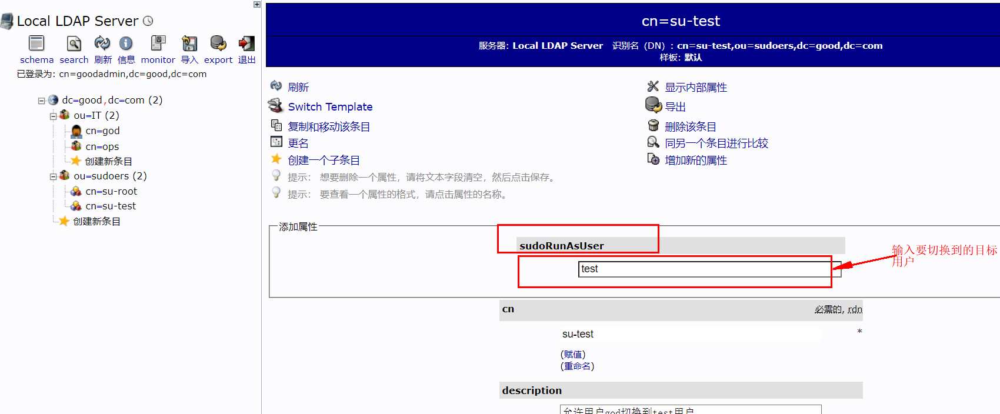 Local LDAP Server
schema search 刷新 信息 monitor 导入 export 退出
已登录为: cn=goodadmin,dc=good,dc=com
dc=good,dc=com (2)
ou=IT (2)
cn=god
cn=ops
创建新条目
ou=sudoers (2)
cn=su-root
cn=su-test
创建新条目
cn=su-test
服务器: Local LDAP Server 识别名（DN）: cn=su-test,ou=sudoers,dc=good,dc=com
样板: 默认
刷新
显示内部属性
Switch Template
导出
复制和移动该条目
删除该条目
更名
同另一个条目进行比较
创建一个子条目
增加新的属性
提示： 想要删除一个属性，请将文本字段清空，然后点击保存。
提示： 要查看一个属性的格式，请点击属性的名称。
添加属性
sudoRunAsUser
test
输入要切换到的目标
用户
cn 必需的, rdn
su-test *
(赋值)
(重命名)
description
允许用户god切换到test用户